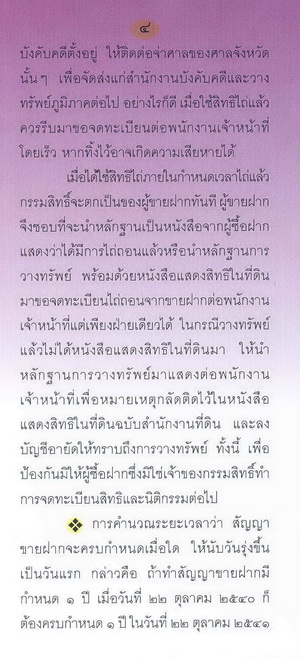 ๔
บังคับคดีตั้งอยู่ ให้ติดต่อจ่าศาลของศาลจังหวัด
นั้นๆ เพื่อจัดส่งแก่สำนักงานบังคับคดีและวาง
ทรัพย์ภูมิภาคต่อไป อย่างไรก็ดี เมื่อใช้สิทธิไถ่แล้ว
ควรรีบมาขอจดทะเบียนต่อพนักงานเจ้าหน้าที่
โดยเร็ว หากทิ้งไว้อาจเกิดความเสียหายได้
เมื่อได้ใช้สิทธิไถ่ภายในกำหนดเวลาไถ่แล้ว
กรรมสิทธิ์จะตกเป็นของผู้ขายฝากทันที ผู้ขายฝาก
จึงชอบที่จะนำหลักฐานเป็นหนังสือจากผู้ซื้อฝาก
แสดงว่าได้มีการไถ่ถอนแล้วหรือนำหลักฐานการ
วางทรัพย์ พร้อมด้วยหนังสือแสดงสิทธิในที่ดิน
มาขอจดทะเบียนไถ่ถอนจากขายฝากต่อพนักงาน
เจ้าหน้าที่แต่เพียงฝ่ายเดียวได้ ในกรณีวางทรัพย์
แล้วไม่ได้หนังสือแสดงสิทธิในที่ดินมา ให้นำ
หลักฐานการวางทรัพย์มาแสดงต่อพนักงาน
เจ้าหน้าที่เพื่อหมายเหตุกลัดติดไว้ในหนังสือ
แสดงสิทธิในที่ดินฉบับสำนักงานที่ดิน และลง
บัญชีอายัดให้ทราบถึงการวางทรัพย์ ทั้งนี้ เพื่อ
ป้องกันมิให้ผู้ซื้อฝากซึ่งมิใช่เจ้าของกรรมสิทธิ์ทำ
การจดทะเบียนสิทธิและนิติกรรมต่อไป
❖ การคำนวณระยะเวลาว่า สัญญา
ขายฝากจะครบกำหนดเมื่อใด ให้นับวันรุ่งขึ้น
เป็นวันแรก กล่าวคือ ถ้าทำสัญญาขายฝากมี
กำหนด ๑ ปี เมื่อวันที่ ๒๒ ตุลาคม ๒๕๔๐ ก็
ต้องครบกำหนด ๑ ปี ในวันที่ ๒๒ ตุลาคม ๒๕๔๑